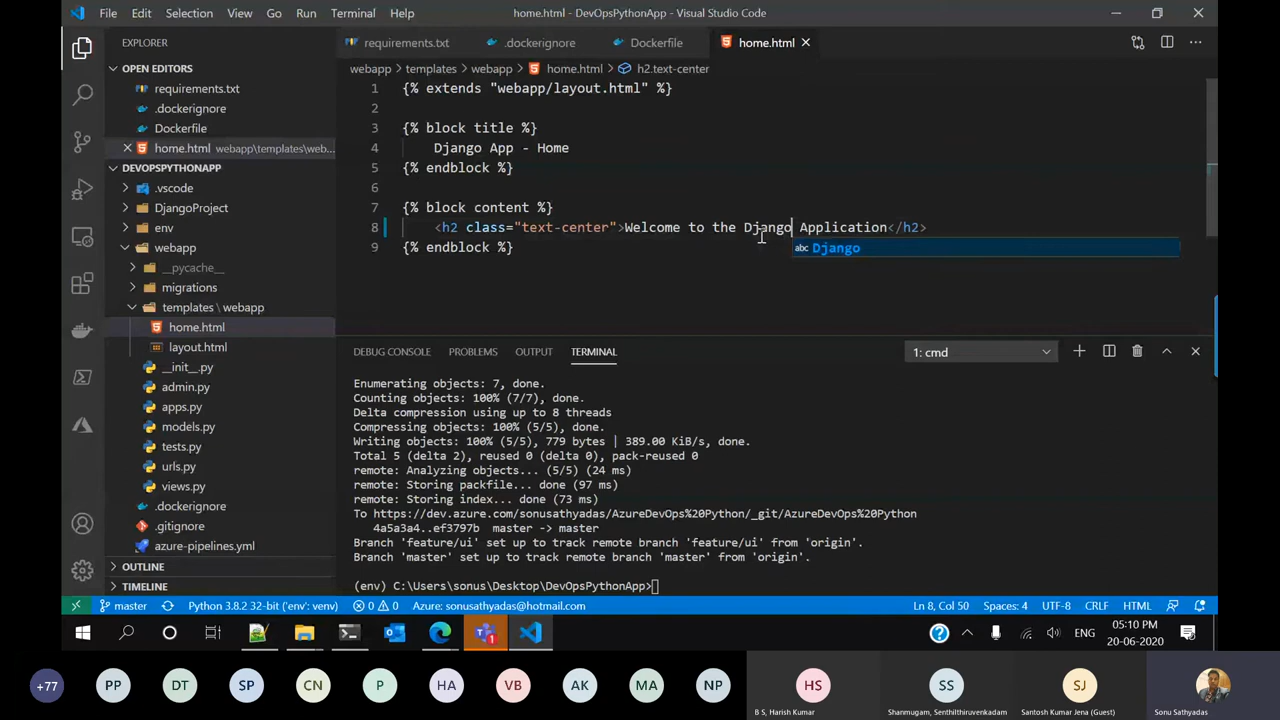 File Edit Selection View Go Run Terminal Help
home.html - DevOpsPythonApp - Visual Studio Code
EXPLORER
OPEN EDITORS
requirements.txt
.dockerignore
Dockerfile
home.html webapp\templates\web...
DEVOPSPYTHONAPP
.vscode
DjangoProject
env
webapp
__pycache__
migrations
templates \ webapp
home.html
layout.html
__init__.py
admin.py
apps.py
models.py
tests.py
urls.py
views.py
.dockerignore
.gitignore
azure-pipelines.yml
OUTLINE
TIMELINE
requirements.txt .dockerignore Dockerfile home.html
webapp templates webapp home.html h2.text-center
1 {% extends "webapp/layout.html" %}
2
3 {% block title %}
4 Django App - Home
5 {% endblock %}
6
7 {% block content %}
8 <h2 class="text-center">Welcome to the Django Application</h2>
abc Django
9 {% endblock %}
DEBUG CONSOLE PROBLEMS OUTPUT TERMINAL 1: cmd
Enumerating objects: 7, done.
Counting objects: 100% (7/7), done.
Delta compression using up to 8 threads
Compressing objects: 100% (5/5), done.
Writing objects: 100% (5/5), 779 bytes | 389.00 KiB/s, done.
Total 5 (delta 2), reused 0 (delta 0), pack-reused 0
remote: Analyzing objects... (5/5) (24 ms)
remote: Storing packfile... done (97 ms)
remote: Storing index... done (73 ms)
To https://dev.azure.com/sonusathyadas/AzureDevOps%20Python/_git/AzureDevOps%20Python
4a5a3a4..ef3797b master -> master
Branch 'feature/ui' set up to track remote branch 'feature/ui' from 'origin'.
Branch 'master' set up to track remote branch 'master' from 'origin'.
(env) C:\Users\sonus\Desktop\DevOpsPythonApp>
master Python 3.8.2 32-bit ('env': venv) 0 0 Azure: sonusathyadas@hotmail.com Ln 8, Col 50 Spaces: 4 UTF-8 CRLF HTML
1
ENG
05:10 PM
20-06-2020
+77 PP DT SP CN P HA VB AK MA NP HS SS SJ
B S, Harish Kumar Shanmugam, Senthilthiruvenkadam Santosh Kumar Jena (Guest) Sonu Sathyadas